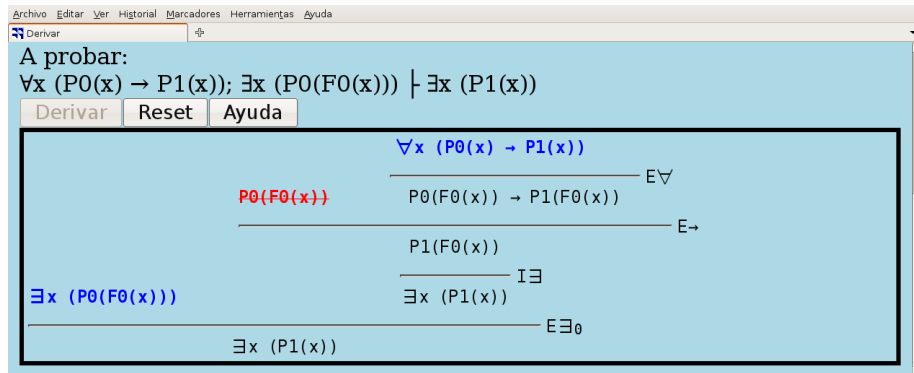 Archivo Editar Ver Historial Marcadores Herramientas Ayuda
Derivar
A probar:
∀x (P0(x) → P1(x)); ∃x (P0(F0(x))) ├ ∃x (P1(x))
Derivar Reset Ayuda
∀x (P0(x) → P1(x))
E∀
P0(F0(x)) P0(F0(x)) → P1(F0(x))
E→
P1(F0(x))
I∃
∃x (P0(F0(x))) ∃x (P1(x))
E∃₀
∃x (P1(x))